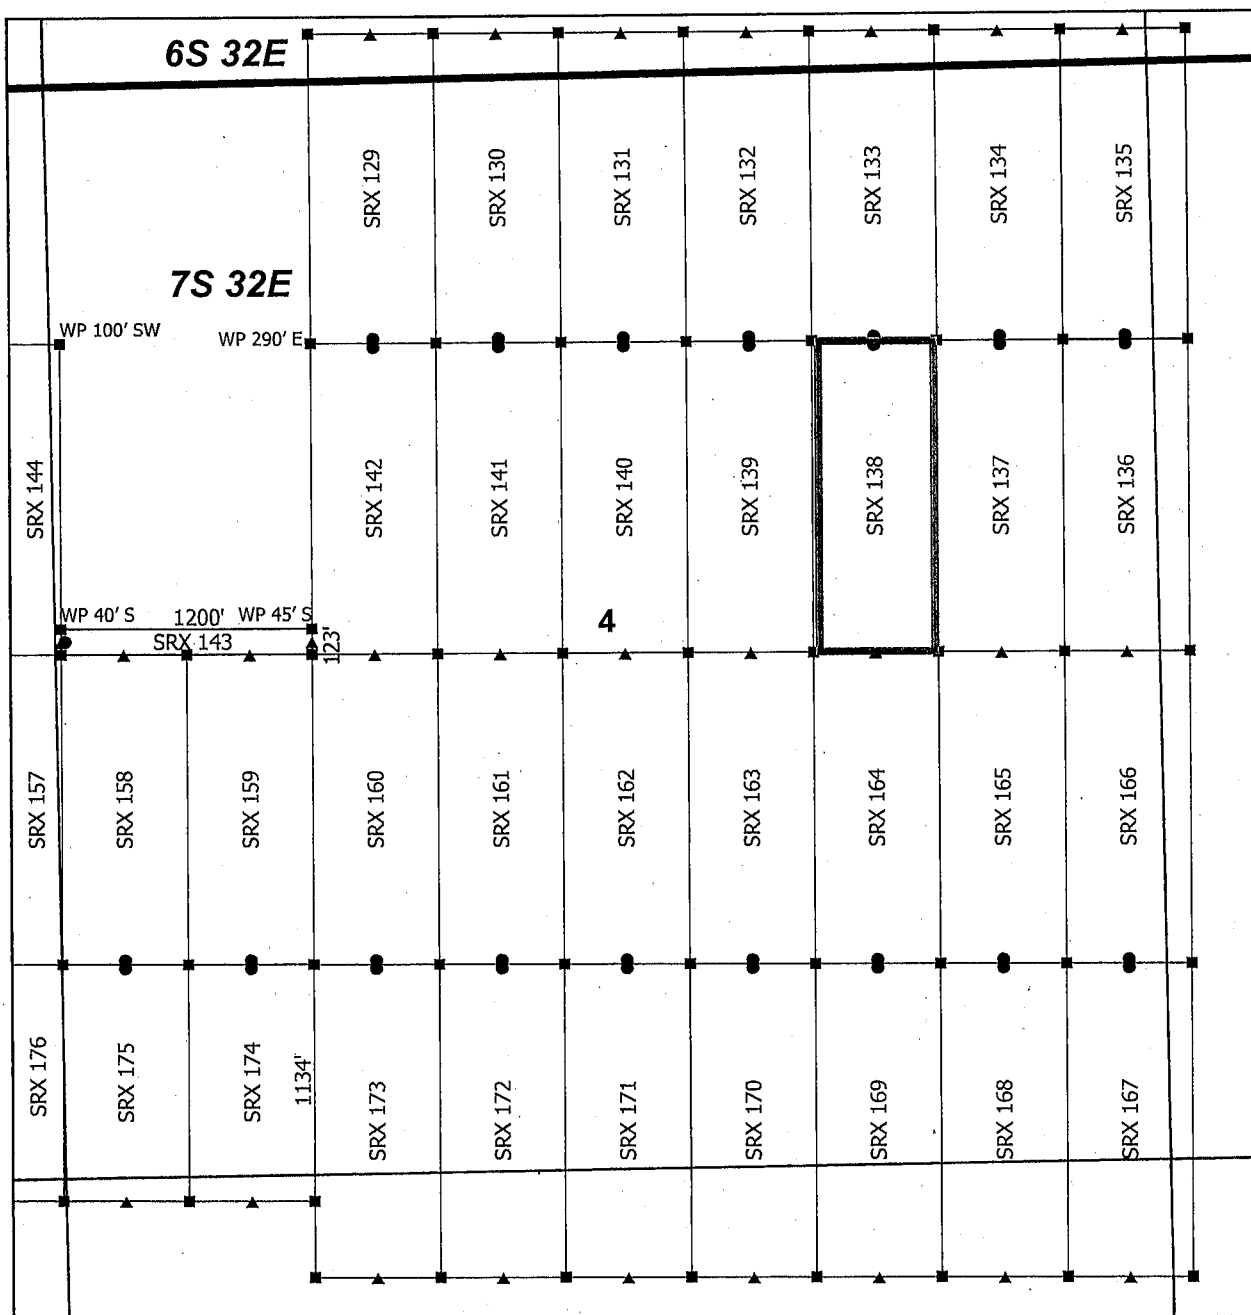 6S 32E
SRX 129
SRX 130
SRX 131
SRX 132
SRX 133
SRX 134
SRX 135
7S 32E
WP 100' SW
WP 290' E
SRX 144
SRX 142
SRX 141
SRX 140
SRX 139
SRX 138
SRX 137
SRX 136
WP 40' S
1200'
WP 45' S
SRX 143
123'
4
SRX 157
SRX 158
SRX 159
SRX 160
SRX 161
SRX 162
SRX 163
SRX 164
SRX 165
SRX 166
SRX 176
SRX 175
SRX 174
1134'
SRX 173
SRX 172
SRX 171
SRX 170
SRX 169
SRX 168
SRX 167